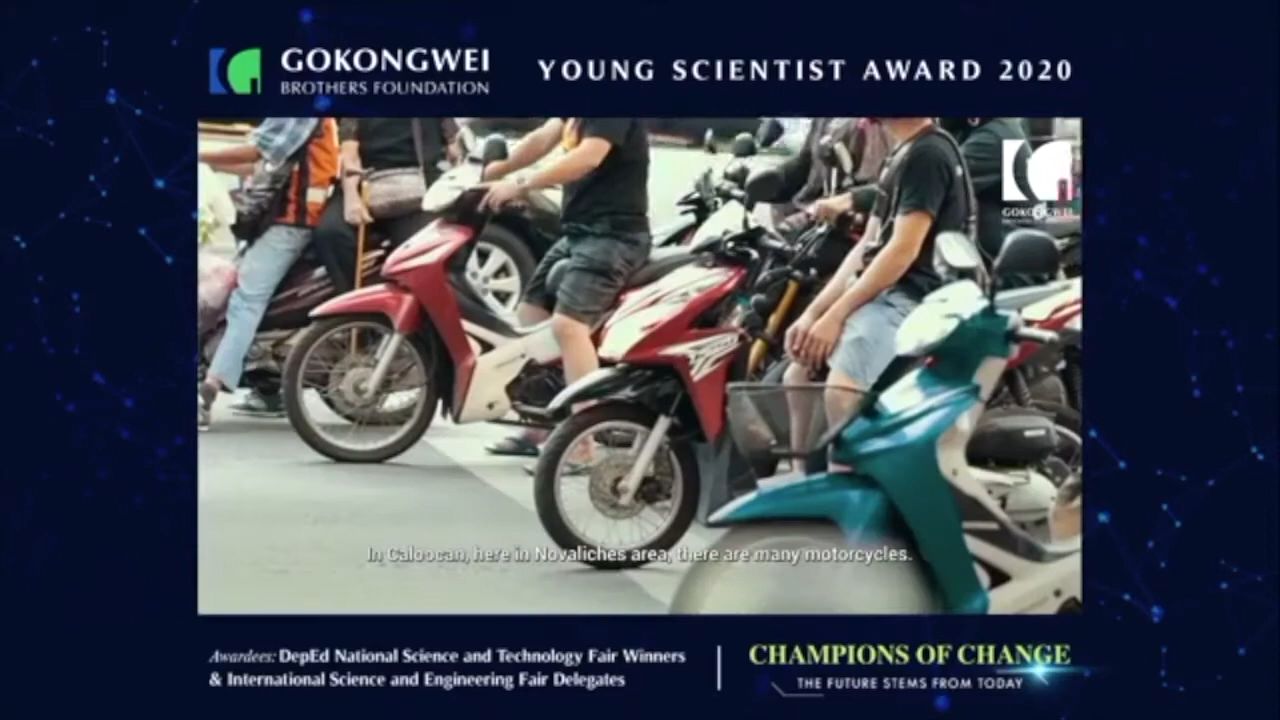 GOKONGWEI
BROTHERS FOUNDATION
YOUNG SCIENTIST AWARD 2020
GOKONGWEI
In Caloocan, here in Novaliches area, there are many motorcycles.
Awardees: DepEd National Science and Technology Fair Winners
& International Science and Engineering Fair Delegates
CHAMPIONS OF CHANGE
THE FUTURE STEMS FROM TODAY